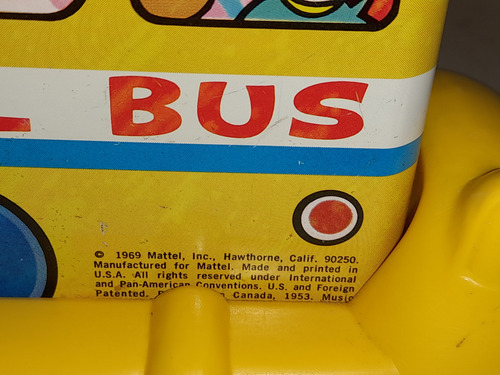 BUS
© 1969 Mattel, Inc., Hawthorne, Calif. 90250.
Manufactured for Mattel. Made and printed in
U.S.A. All rights reserved under International
and Pan-American Conventions. U.S. and Foreign
Patented. Canada, 1953. Music